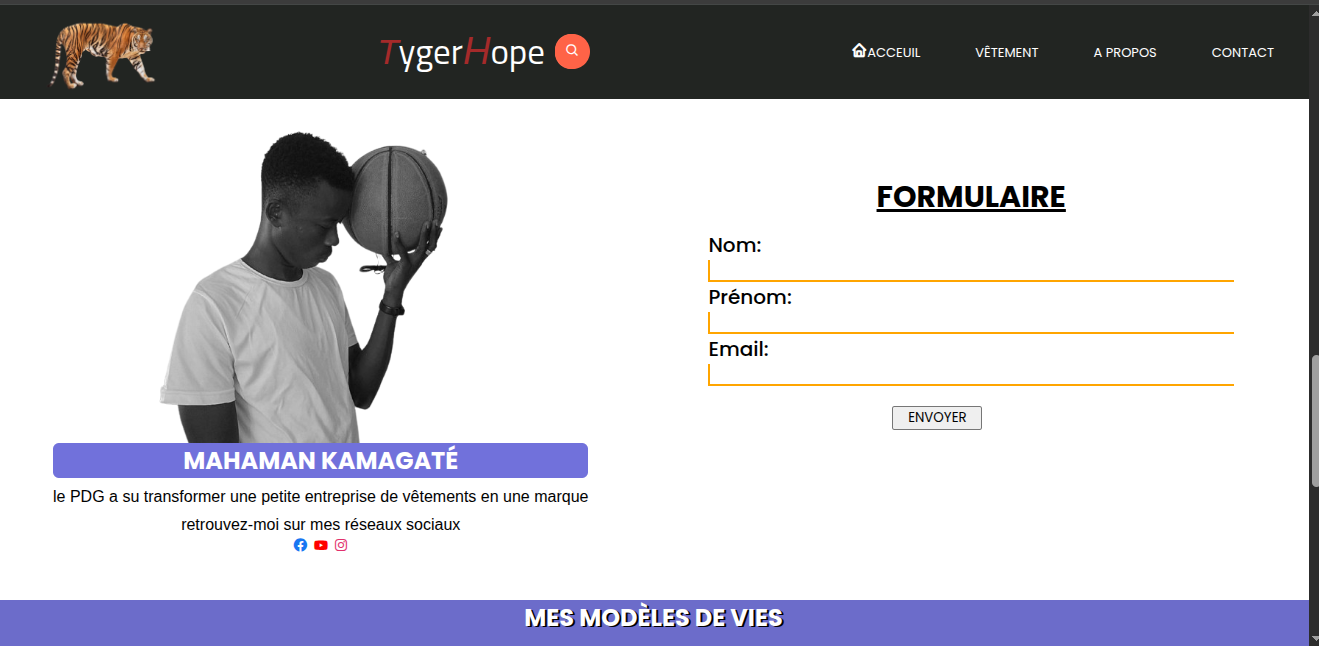 TygerHope
ACCEUIL
VÊTEMENT
A PROPOS
CONTACT
MAHAMAN KAMAGATÉ
le PDG a su transformer une petite entreprise de vêtements en une marque
retrouvez-moi sur mes réseaux sociaux
FORMULAIRE
Nom:
Prénom:
Email:
ENVOYER
MES MODÈLES DE VIES